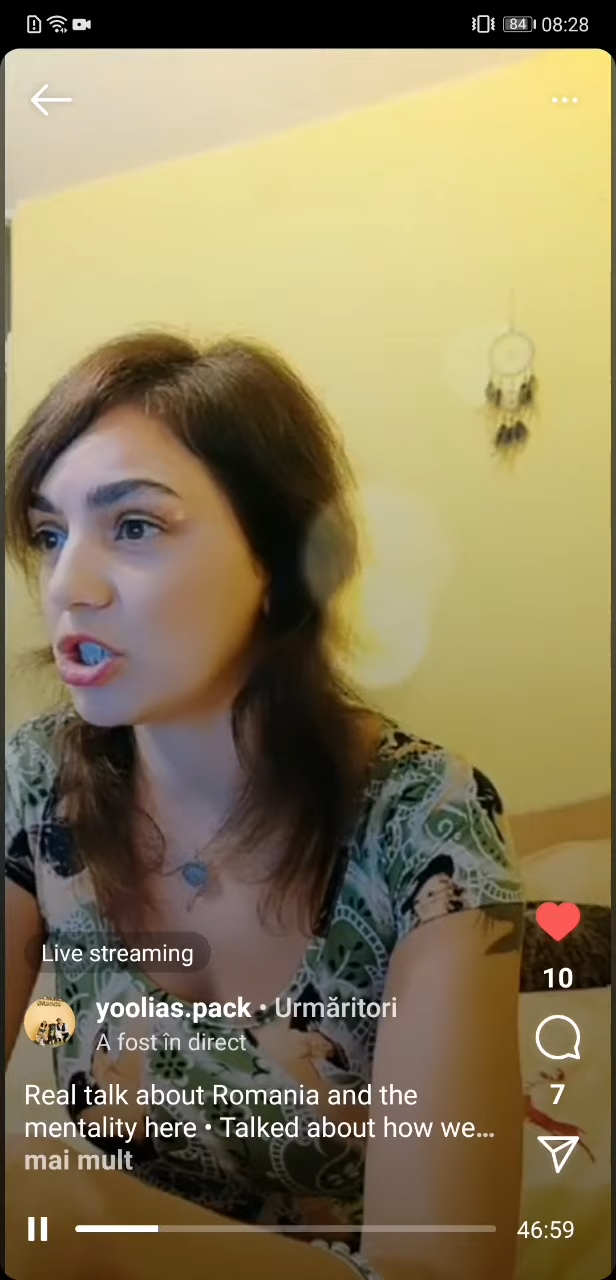 84 08:28
Live streaming
yoolias.pack • Urmăritori
A fost în direct
Real talk about Romania and the
mentality here • Talked about how we…
mai mult
10
7
46:59